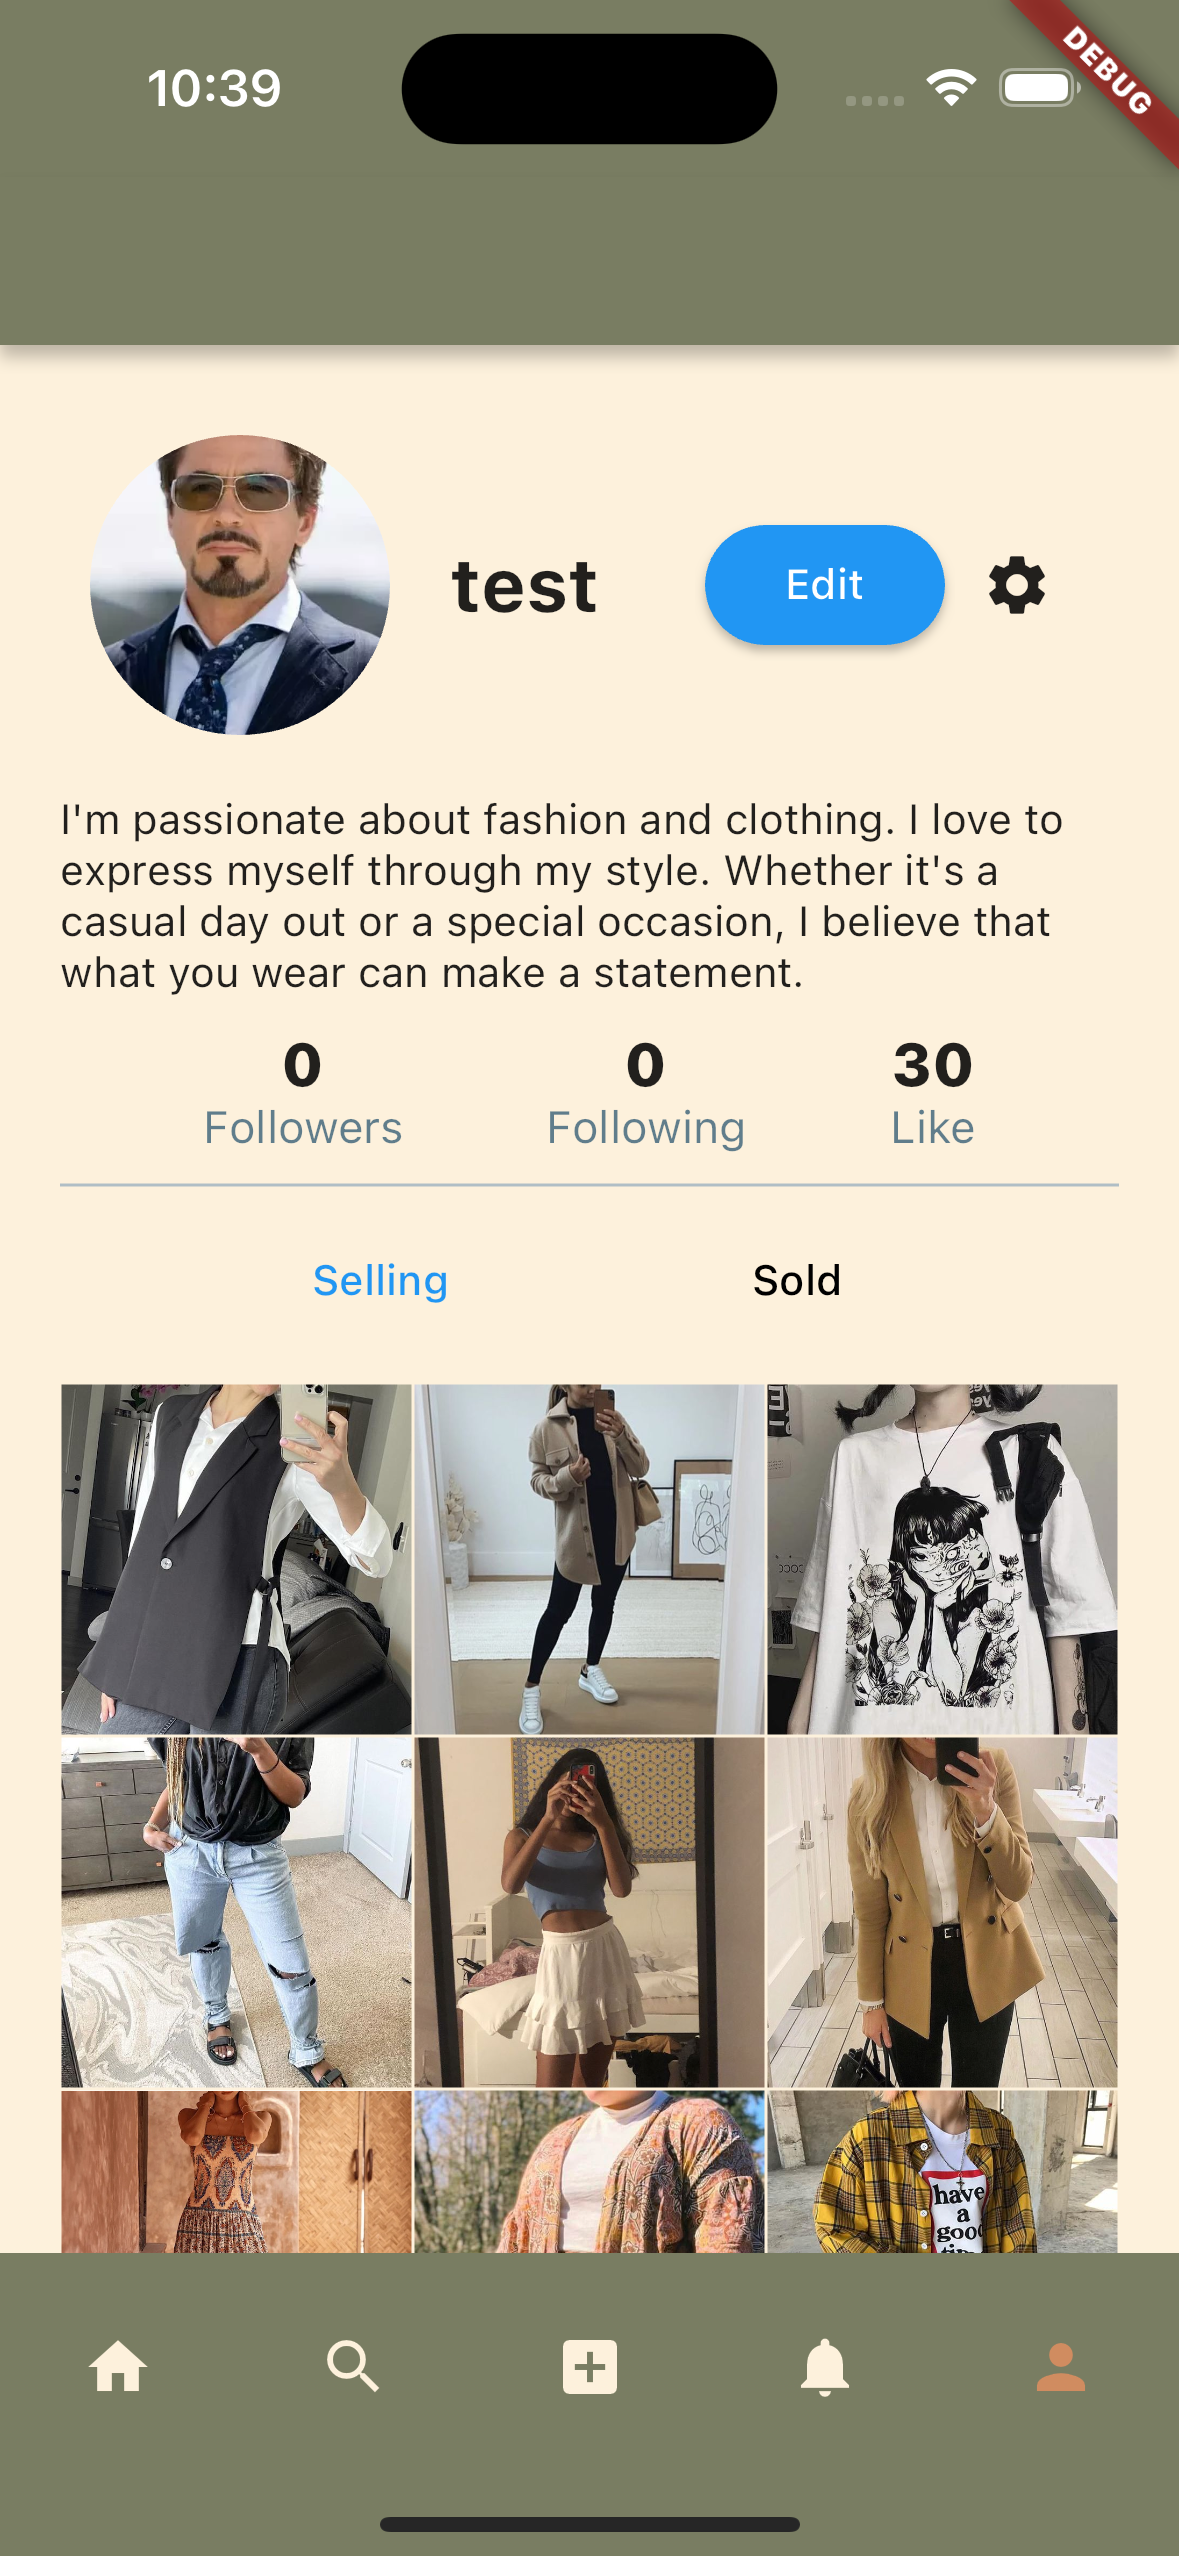 10:39
DEBUG
test
Edit
I'm passionate about fashion and clothing. I love to
express myself through my style. Whether it's a
casual day out or a special occasion, I believe that
what you wear can make a statement.
0
Followers
0
Following
30
Like
Selling
Sold
have
a
good